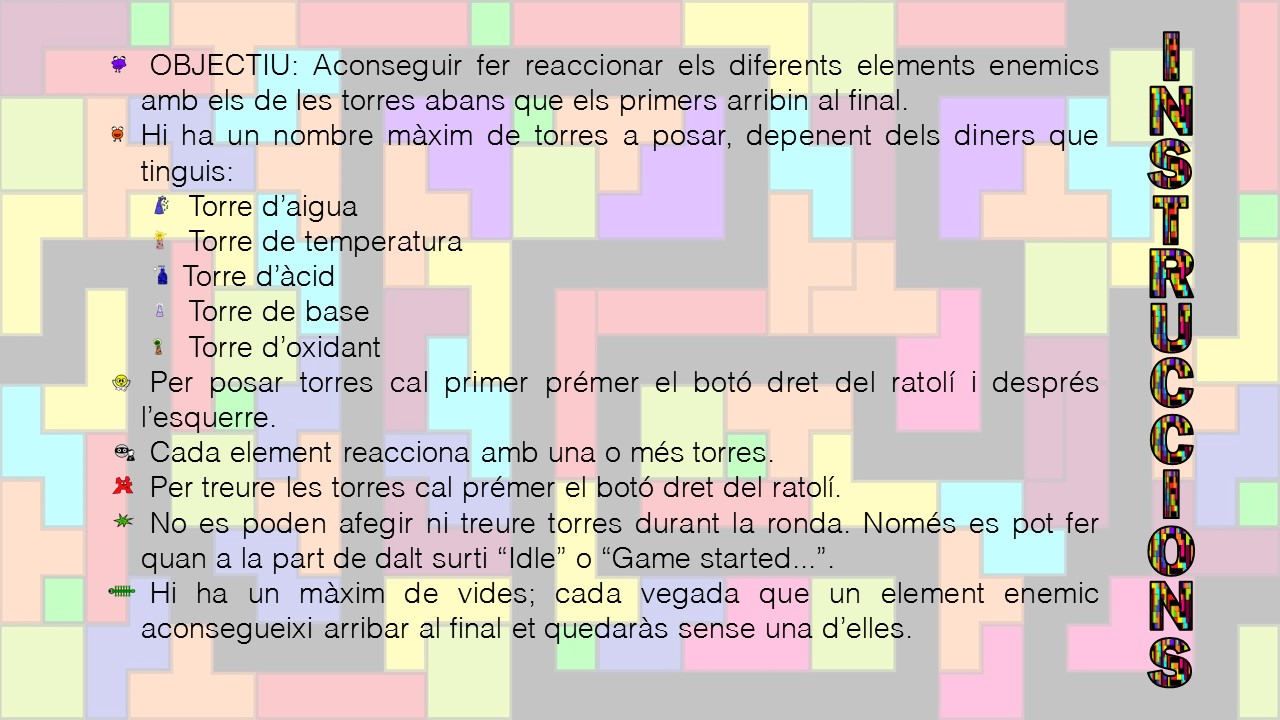 OBJECTIU: Aconseguir fer reaccionar els diferents elements enemics
amb els de les torres abans que els primers arribin al final.
Hi ha un nombre màxim de torres a posar, depenent dels diners que
tinguis:
Torre d’aigua
Torre de temperatura
Torre d’àcid
Torre de base
Torre d’oxidant
Per posar torres cal primer prémer el botó dret del ratolí i després
l’esquerre.
Cada element reacciona amb una o més torres.
Per treure les torres cal prémer el botó dret del ratolí.
No es poden afegir ni treure torres durant la ronda. Només es pot fer
quan a la part de dalt surti “Idle” o “Game started...”.
Hi ha un màxim de vides; cada vegada que un element enemic
aconsegueixi arribar al final et quedaràs sense una d’elles.
INSTRUCCIONS